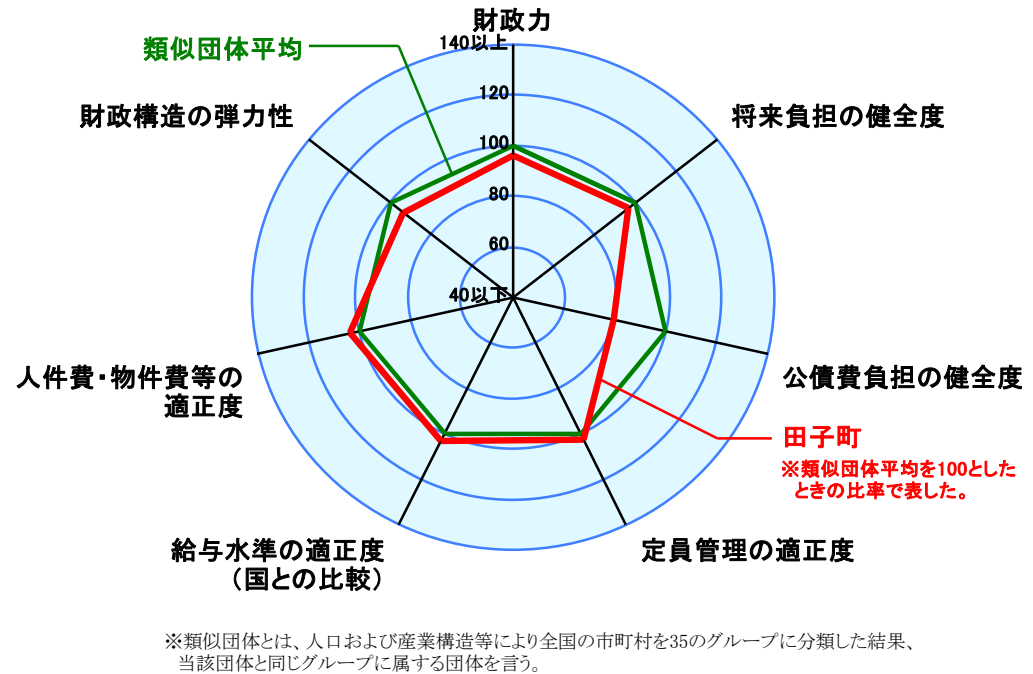 財政力
140以上
類似団体平均
120
財政構造の弾力性
将来負担の健全度
100
80
60
40以下
人件費・物件費等の
適正度
公債費負担の健全度
田子町
※類似団体平均を100とした
ときの比率で表した。
給与水準の適正度
（国との比較）
定員管理の適正度
※類似団体とは、人口および産業構造等により全国の市町村を35のグループに分類した結果、
当該団体と同じグループに属する団体を言う。